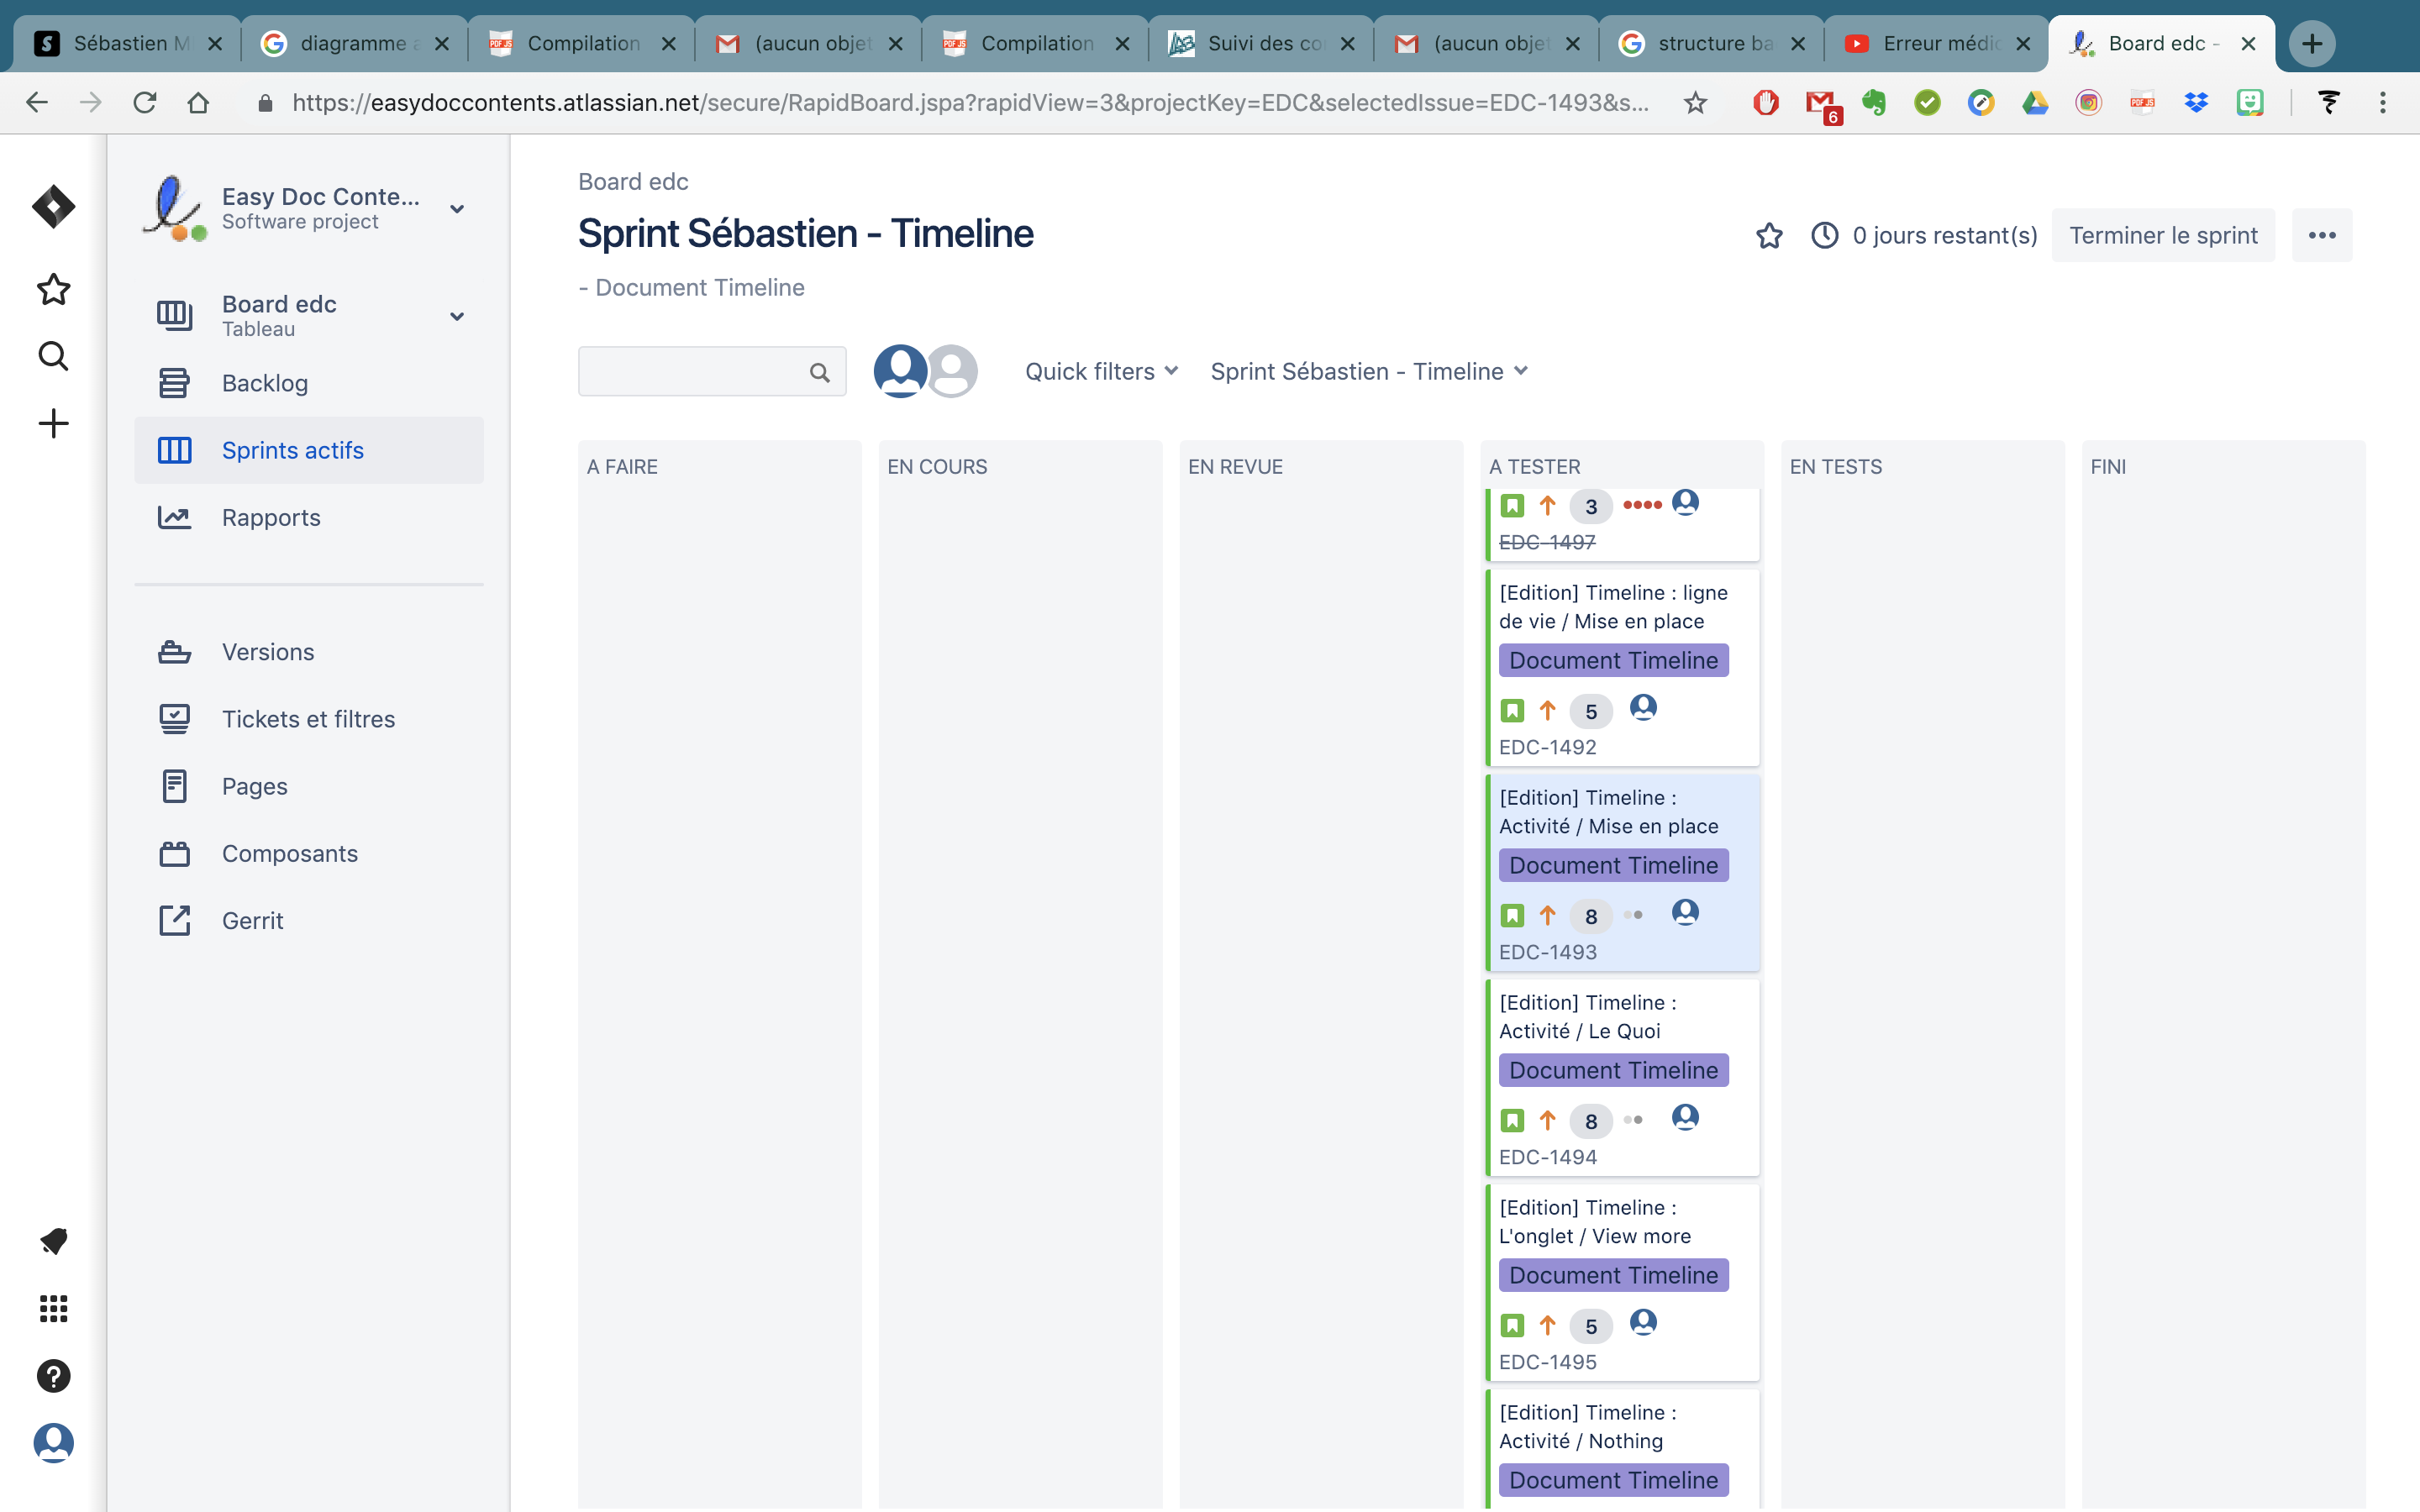 Sébastien M
diagramme a
Compilation
(aucun objet
Compilation
Suivi des co
(aucun objet
structure ba
Erreur médic
Board edc -
https://easydoccontents.atlassian.net/secure/RapidBoard.jspa?rapidView=3&projectKey=EDC&selectedIssue=EDC-1493&s...
6
Easy Doc Conte...
Software project
Board edc
Tableau
Backlog
Sprints actifs
Rapports
Versions
Tickets et filtres
Pages
Composants
Gerrit
Board edc
Sprint Sébastien - Timeline
0 jours restant(s)
Terminer le sprint
- Document Timeline
Quick filters
Sprint Sébastien - Timeline
A FAIRE
EN COURS
EN REVUE
A TESTER
EN TESTS
FINI
3
EDC-1497
[Edition] Timeline : ligne
de vie / Mise en place
Document Timeline
5
EDC-1492
[Edition] Timeline :
Activité / Mise en place
Document Timeline
8
EDC-1493
[Edition] Timeline :
Activité / Le Quoi
Document Timeline
8
EDC-1494
[Edition] Timeline :
L'onglet / View more
Document Timeline
5
EDC-1495
[Edition] Timeline :
Activité / Nothing
Document Timeline